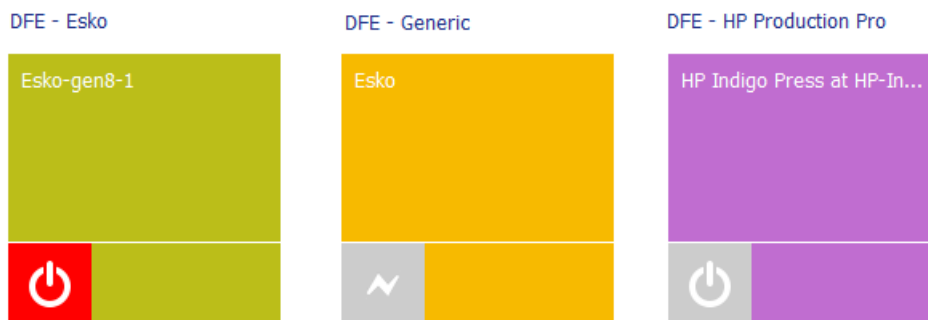 DFE - Esko
Esko-gen8-1
DFE - Generic
Esko
DFE - HP Production Pro
HP Indigo Press at HP-In...